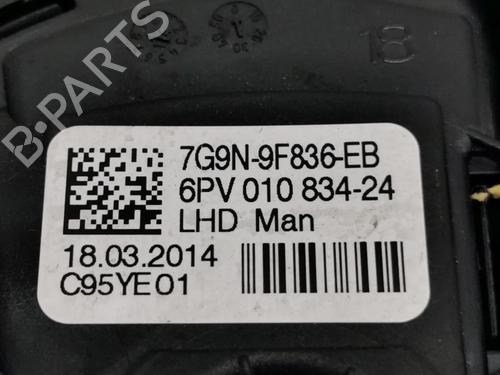 18
7G9N-9F836-EB
6PV 010 834-24
LHD Man
18.03.2014
C95YE01
B-PARTS